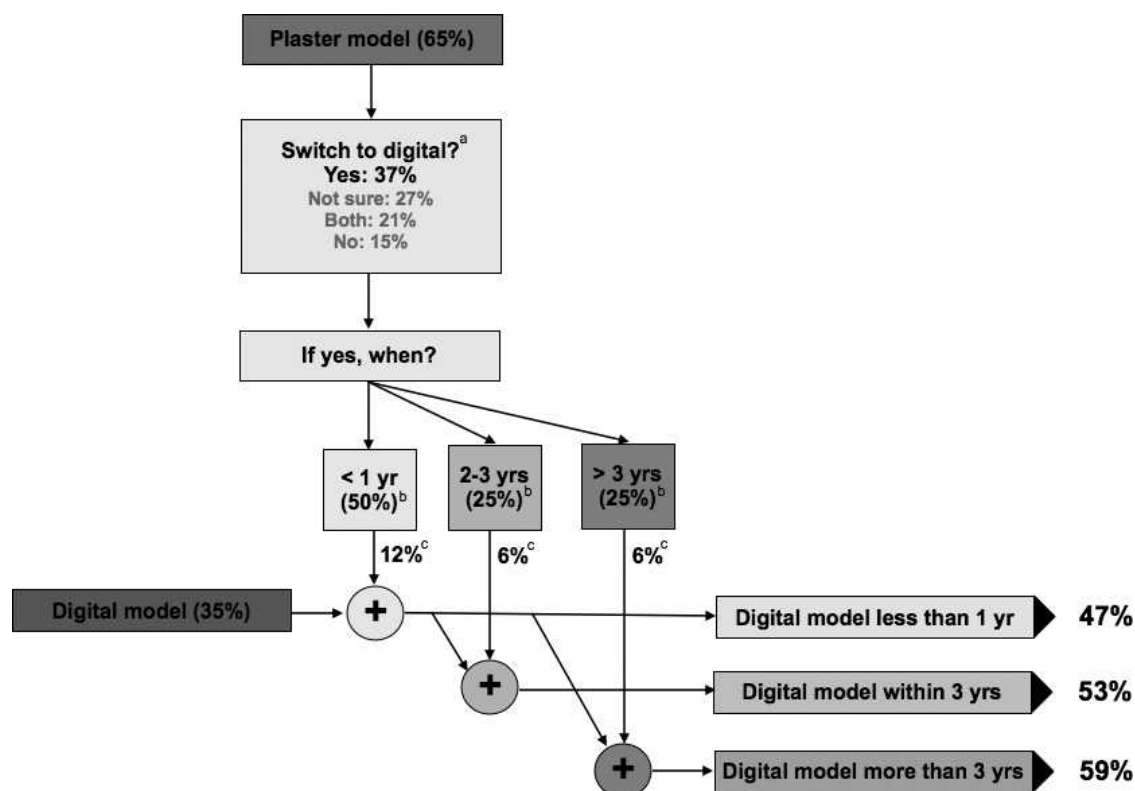 Plaster model (65%)
Switch to digital?a
Yes: 37%
Not sure: 27%
Both: 21%
No: 15%
If yes, when?
< 1 yr
(50%)b
2-3 yrs
(25%)b
> 3 yrs
(25%)b
12%c
6%c
6%c
Digital model (35%)
+
Digital model less than 1 yr
47%
+
Digital model within 3 yrs
53%
+
Digital model more than 3 yrs
59%